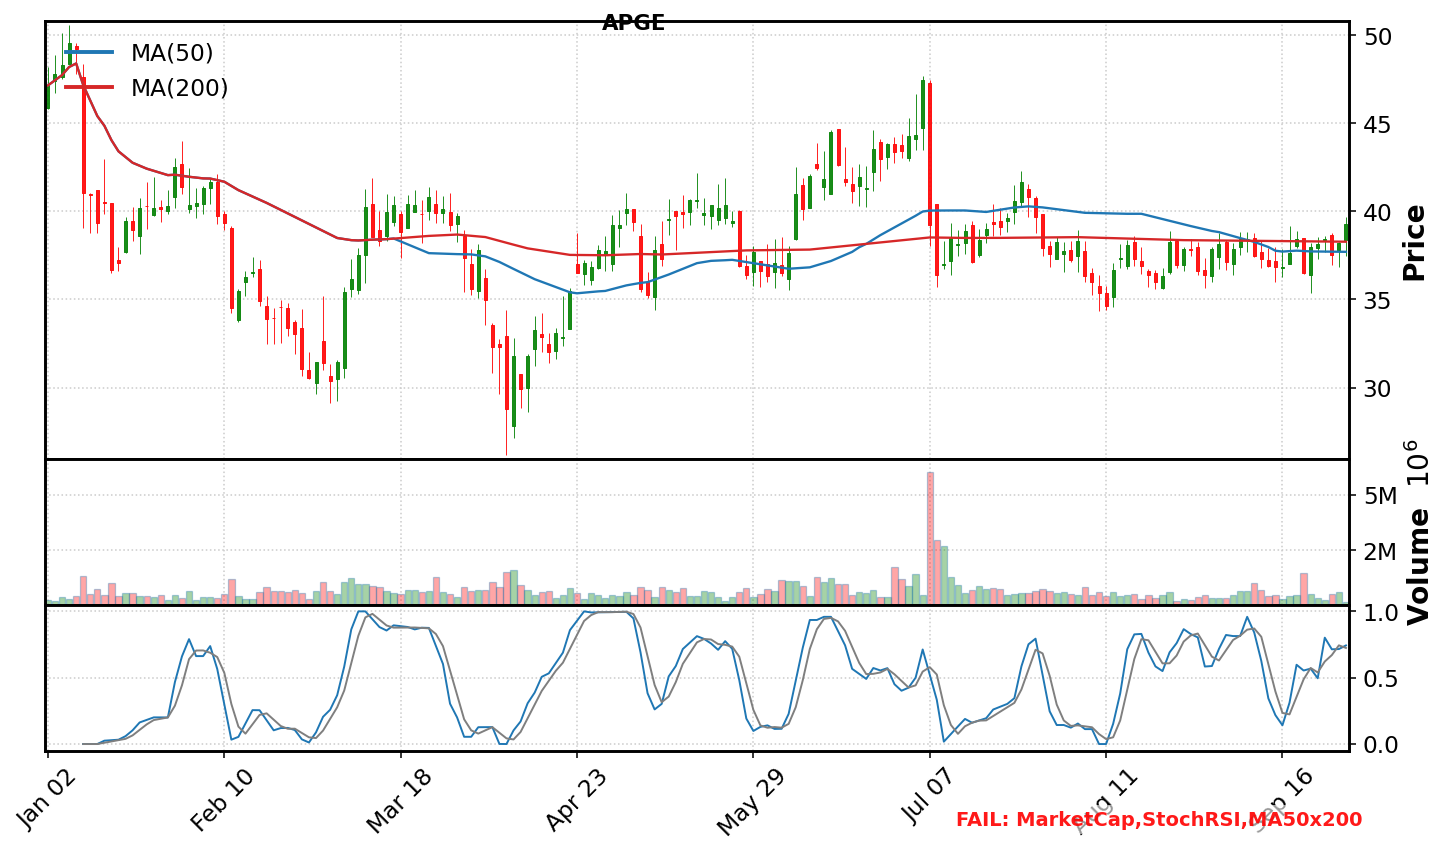 APGE
MA(50)
MA(200)
50
45
40
35
30
Price
5M
2M
Volume 10^6
1.0
0.5
0.0
Jan 02
Feb 10
Mar 18
Apr 23
May 29
Jul 07
Aug 11
Sep 16
FAIL: MarketCap,StochRSI,MA50x200